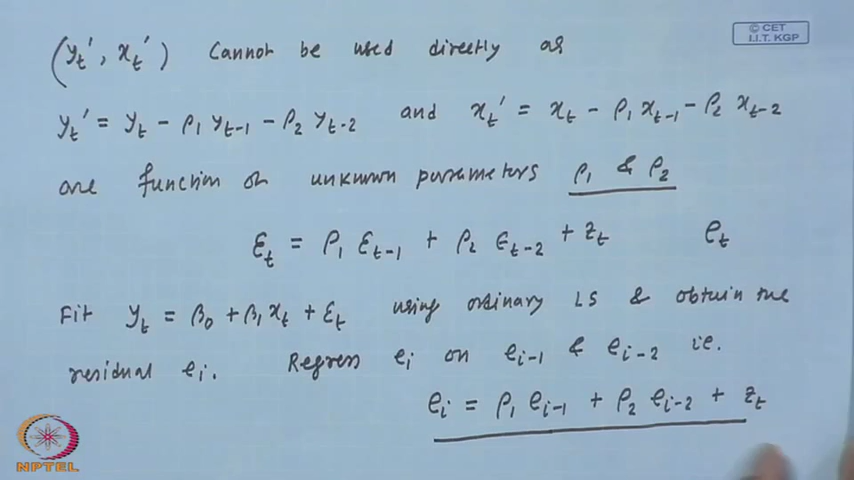 © CET
I.I.T. KGP
(y_t', x_t') Cannot be used directly as
y_t' = y_t - ρ_1 y_{t-1} - ρ_2 y_{t-2} and x_t' = x_t - ρ_1 x_{t-1} - ρ_2 x_{t-2}
are function of unknown parameters ρ_1 & ρ_2
ε_t = ρ_1 ε_{t-1} + ρ_2 ε_{t-2} + z_t e_t
Fit y_t = β_0 + β_1 x_t + ε_t using ordinary LS & obtain the
residual e_i. Regress e_i on e_{i-1} & e_{i-2} i.e.
e_i = ρ_1 e_{i-1} + ρ_2 e_{i-2} + z_t
NPTEL